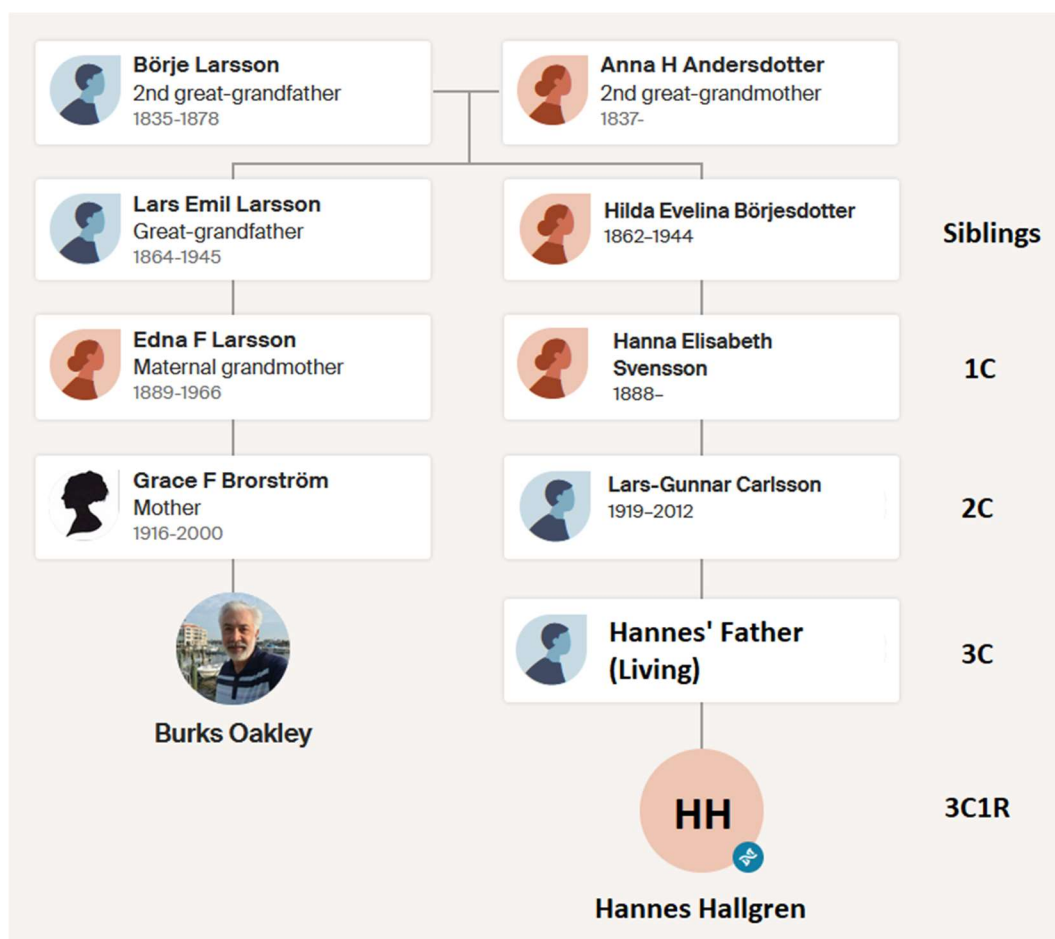 Börje Larsson
2nd great-grandfather
1835-1878
Anna H Andersdotter
2nd great-grandmother
1837-
Lars Emil Larsson
Great-grandfather
1864-1945
Hilda Evelina Börjesdotter
1862–1944
Siblings
Edna F Larsson
Maternal grandmother
1889-1966
Hanna Elisabeth
Svensson
1888–
1C
Grace F Brorström
Mother
1916-2000
Lars-Gunnar Carlsson
1919–2012
2C
Burks Oakley
Hannes' Father
(Living)
3C
HH
3C1R
Hannes Hallgren